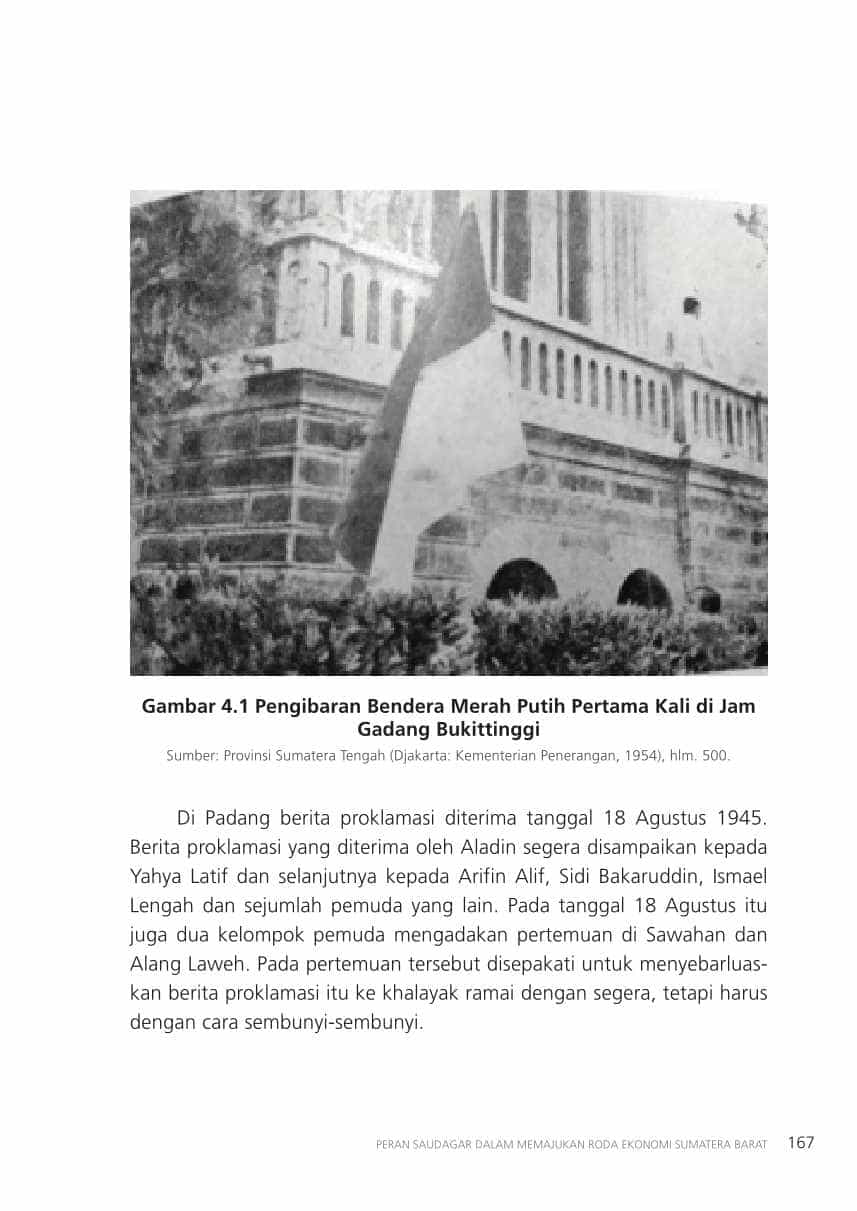 Gambar 4.1 Pengibaran Bendera Merah Putih Pertama Kali di Jam
Gadang Bukittinggi
Sumber: Provinsi Sumatera Tengah (Djakarta: Kementerian Penerangan, 1954), hlm. 500.
Di Padang berita proklamasi diterima tanggal 18 Agustus 1945.
Berita proklamasi yang diterima oleh Aladin segera disampaikan kepada
Yahya Latif dan selanjutnya kepada Arifin Alif, Sidi Bakaruddin, Ismael
Lengah dan sejumlah pemuda yang lain. Pada tanggal 18 Agustus itu
juga dua kelompok pemuda mengadakan pertemuan di Sawahan dan
Alang Laweh. Pada pertemuan tersebut disepakati untuk menyebarluas-
kan berita proklamasi itu ke khalayak ramai dengan segera, tetapi harus
dengan cara sembunyi-sembunyi.
PERAN SAUDAGAR DALAM MEMAJUKAN RODA EKONOMI SUMATERA BARAT 167